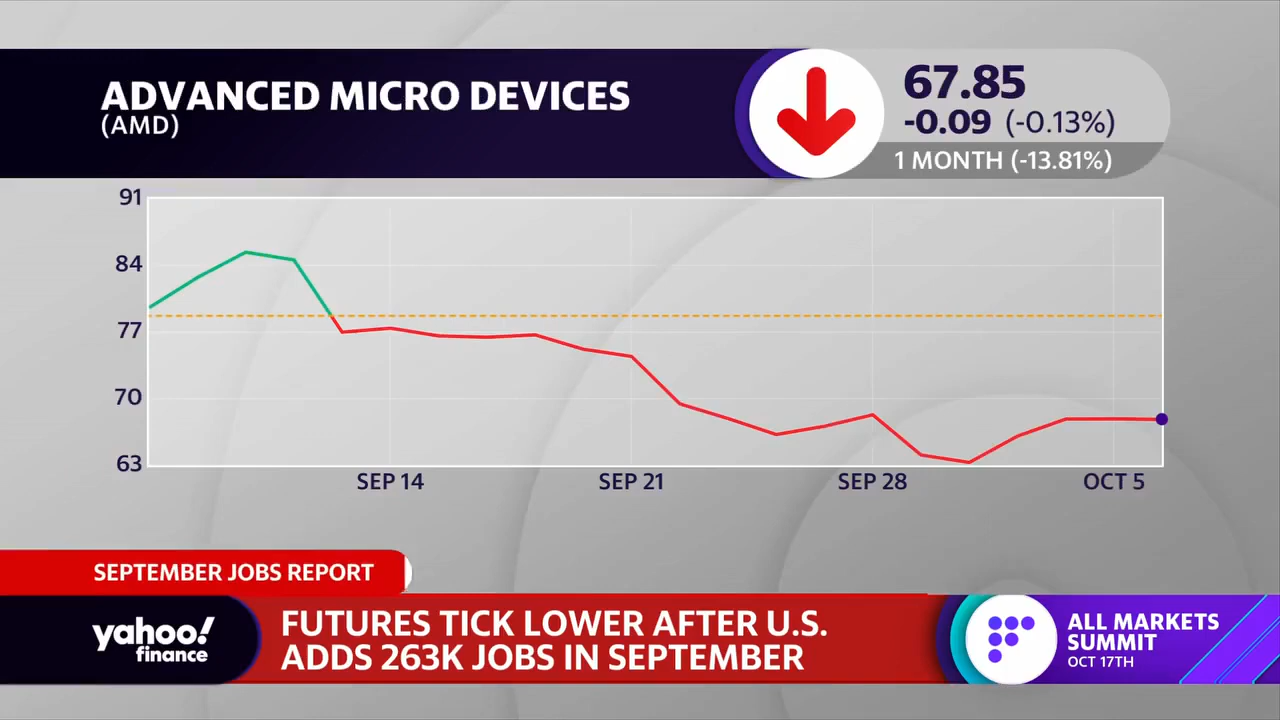 ADVANCED MICRO DEVICES
(AMD)
67.85
-0.09 (-0.13%)
1 MONTH (-13.81%)
91
84
77
70
63
SEP 14
SEP 21
SEP 28
OCT 5
SEPTEMBER JOBS REPORT
yahoo!
finance
FUTURES TICK LOWER AFTER U.S.
ADDS 263K JOBS IN SEPTEMBER
ALL MARKETS
SUMMIT
OCT 17TH